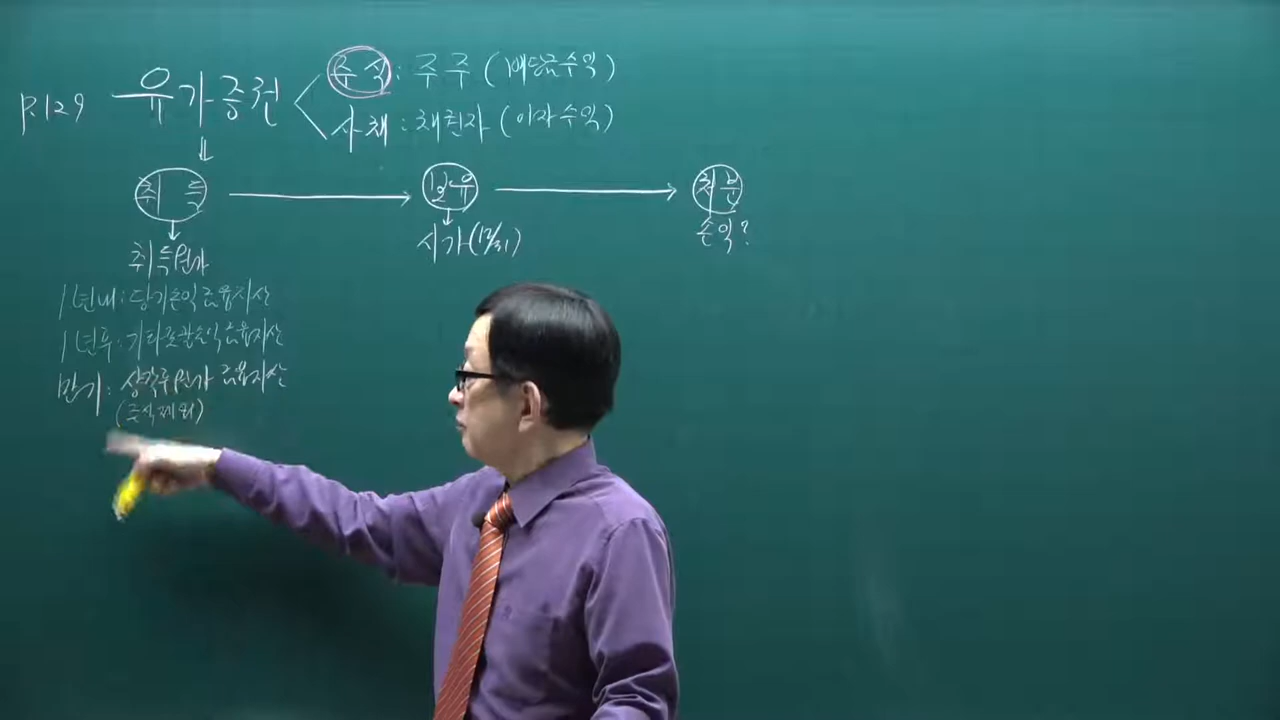 P.129 유가증권
주식 : 주주 (배당금수익)
사채 : 채권자 (이자수익)
취득 보유 처분
취득원가 시가(12/31) 손익?
1년내 : 당기손익금융자산
1년후 : 기타포괄손익금융자산
만기 : 상각후원가 금융자산
(주식제외)